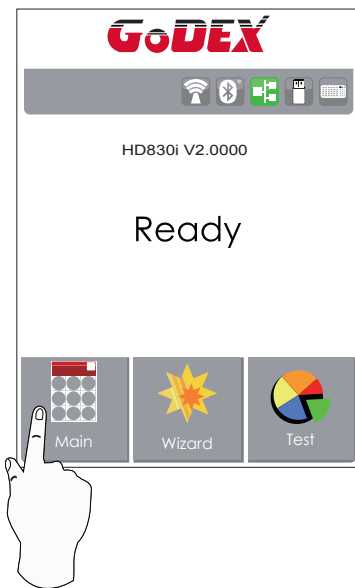 GoDEX
HD830i V2.0000
Ready
Main
Wizard
Test